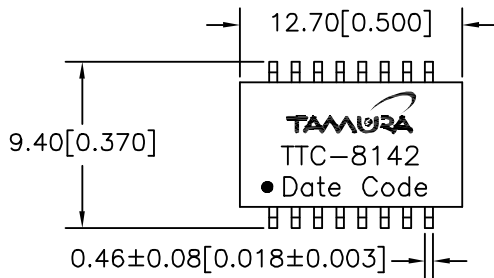 12.70[0.500]
9.40[0.370]
TAMURA
TTC-8142
Date Code
0.46±0.08[0.018±0.003]